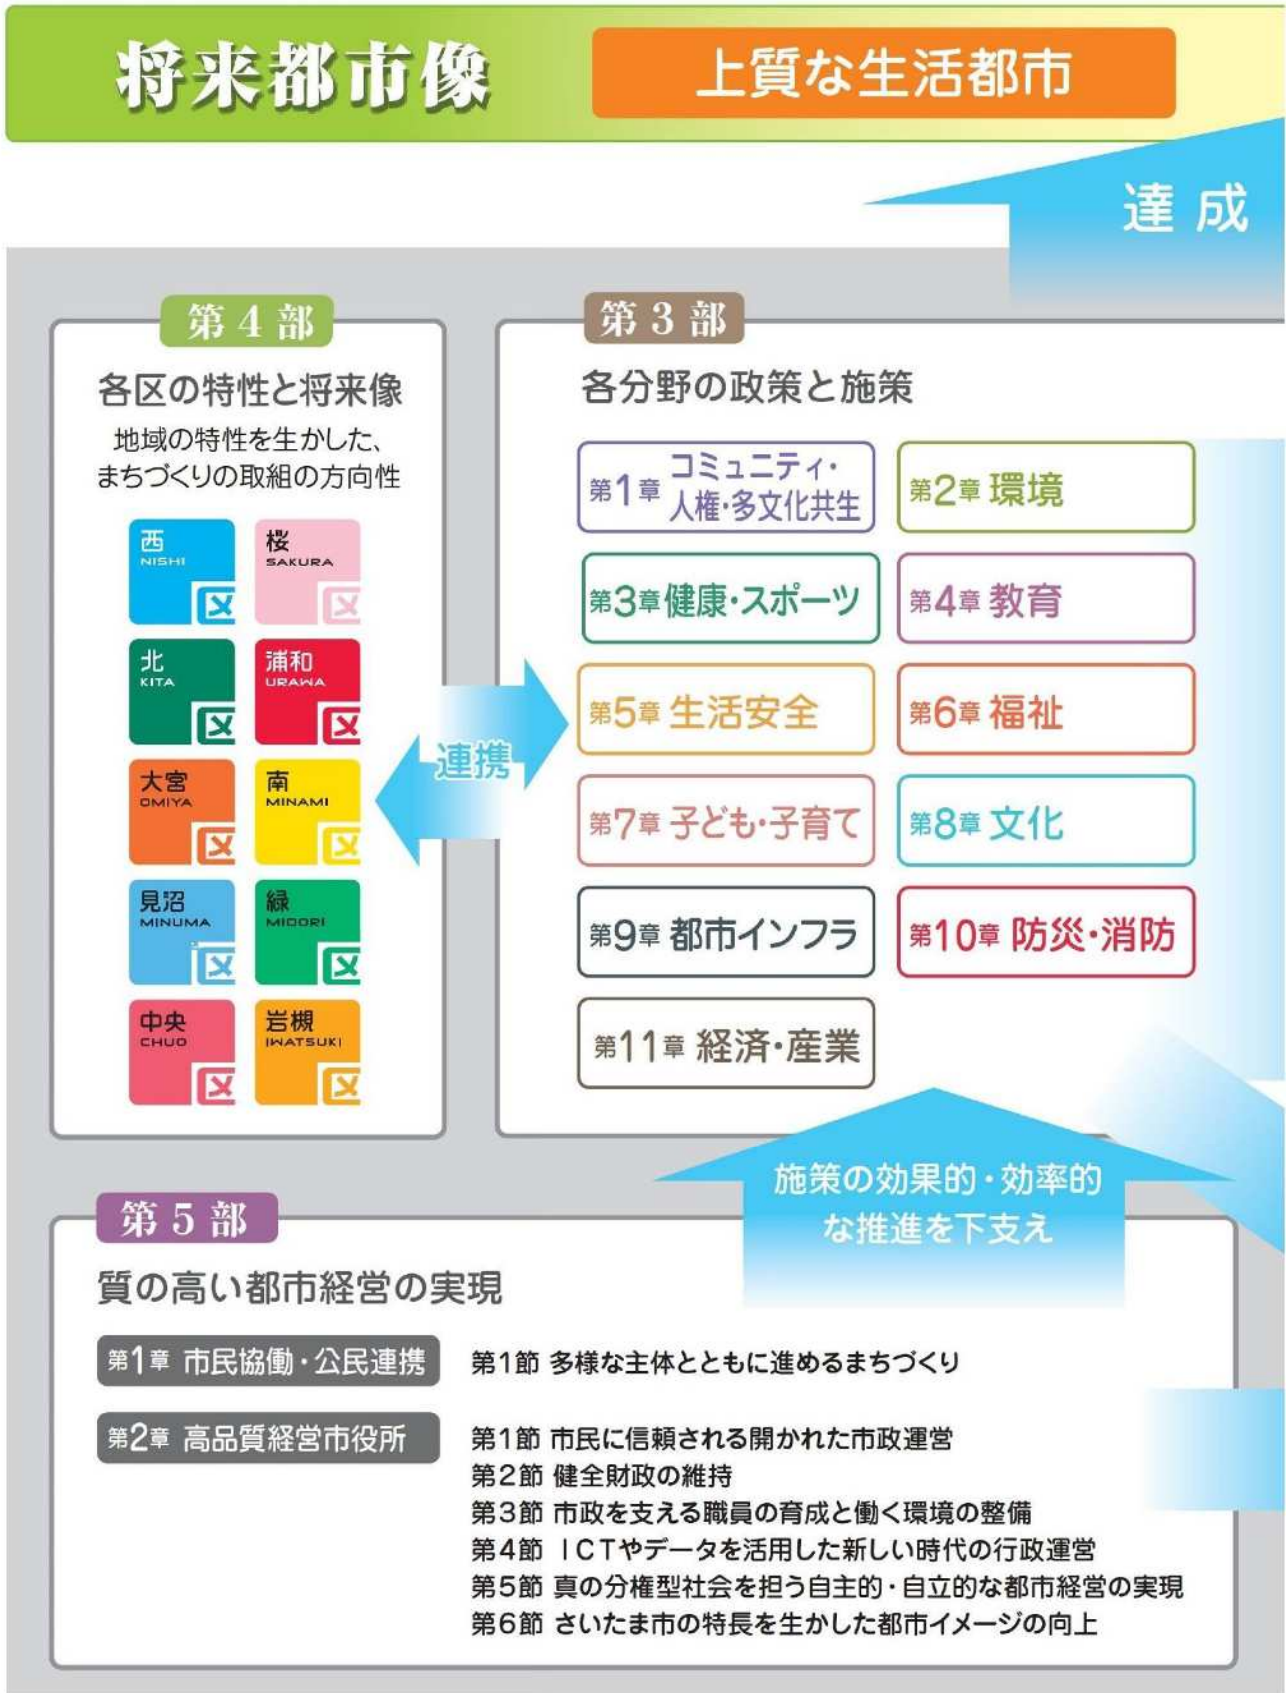 将来都市像
上質な生活都市
達成
第4部
各区の特性と将来像
地域の特性を生かした、
まちづくりの取組の方向性
西
NISHI
区
桜
SAKURA
区
北
KITA
区
浦和
URAWA
区
大宮
OMIYA
区
南
MINAMI
区
見沼
MINUMA
区
緑
MIDORI
区
中央
CHUO
区
岩槻
IWATSUKI
区
連携
第3部
各分野の政策と施策
第1章 コミュニティ・
人権・多文化共生
第2章 環境
第3章 健康・スポーツ
第4章 教育
第5章 生活安全
第6章 福祉
第7章 子ども・子育て
第8章 文化
第9章 都市インフラ
第10章 防災・消防
第11章 経済・産業
施策の効果的・効率的
な推進を下支え
第5部
質の高い都市経営の実現
第1章 市民協働・公民連携
第1節 多様な主体とともに進めるまちづくり
第2章 高品質経営市役所
第1節 市民に信頼される開かれた市政運営
第2節 健全財政の維持
第3節 市政を支える職員の育成と働く環境の整備
第4節 ICTやデータを活用した新しい時代の行政運営
第5節 真の分権型社会を担う自主的・自立的な都市経営の実現
第6節 さいたま市の特長を生かした都市イメージの向上